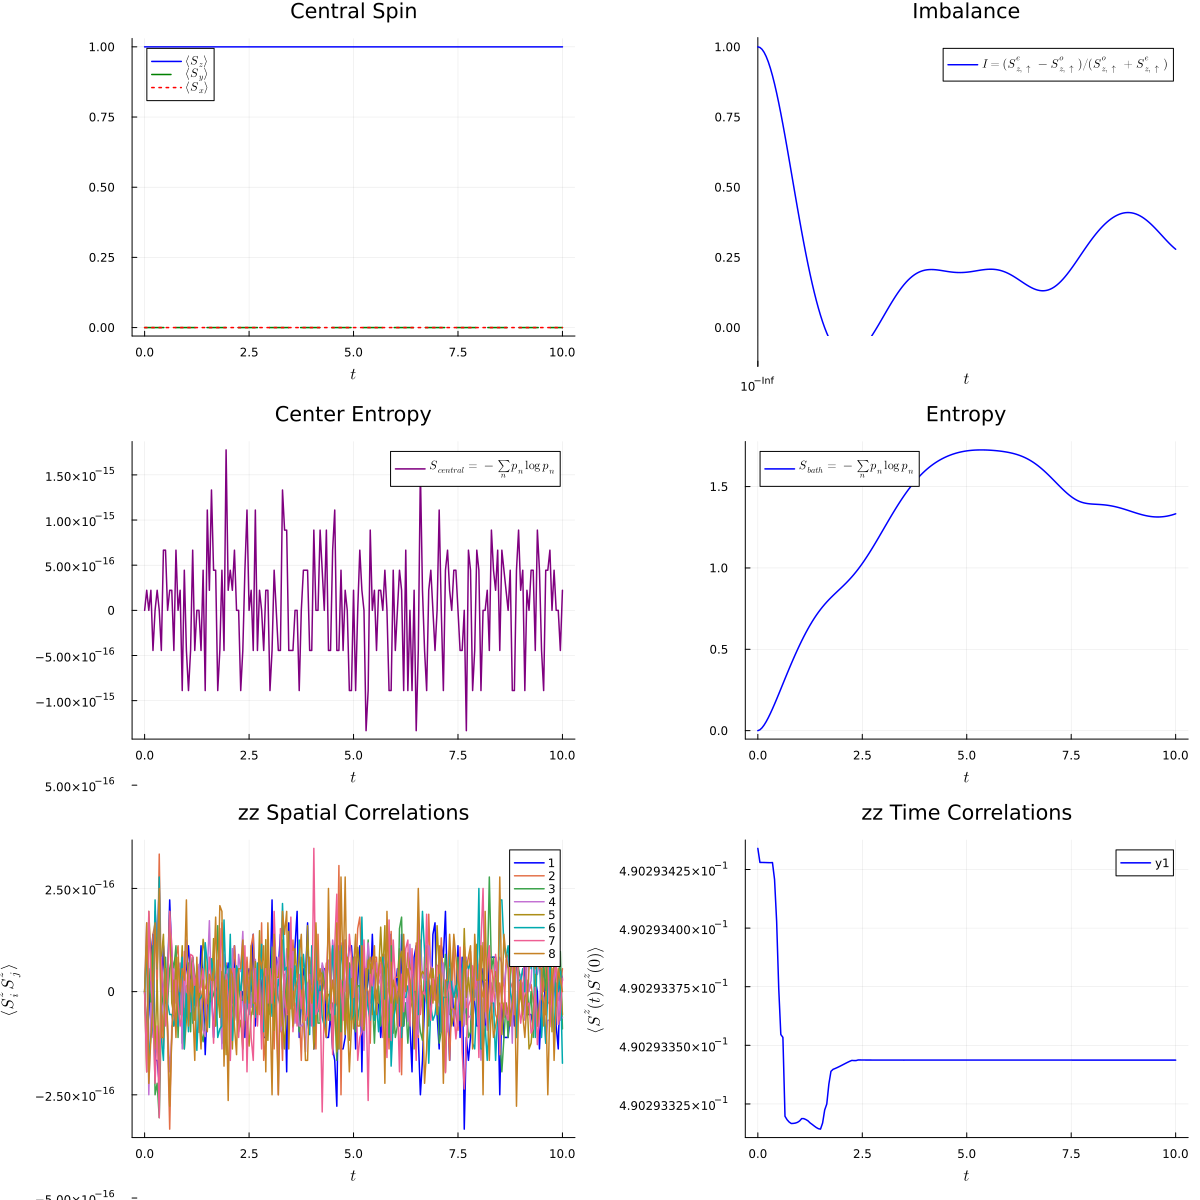 Central Spin
1.00
0.75
0.50
0.25
0.00
⟨S_z⟩
⟨S_y⟩
⟨S_x⟩
0.0 2.5 5.0 7.5 10.0
t
Imbalance
1.00
0.75
0.50
0.25
0.00
I = (S^e_{z,↑} − S^o_{z,↑})/(S^o_{z,↑} + S^e_{z,↑})
10^{−Inf}
t
Center Entropy
1.50×10^{−15}
1.00×10^{−15}
5.00×10^{−16}
0
−5.00×10^{−16}
−1.00×10^{−15}
S_{central} = − ∑_n p_n log p_n
0.0 2.5 5.0 7.5 10.0
t
Entropy
1.5
1.0
0.5
0.0
S_{bath} = − ∑_n p_n log p_n
0.0 2.5 5.0 7.5 10.0
t
zz Spatial Correlations
5.00×10^{−16}
2.50×10^{−16}
0
−2.50×10^{−16}
−5.00×10^{−16}
⟨S^z_i S^z_j⟩
1
2
3
4
5
6
7
8
0.0 2.5 5.0 7.5 10.0
t
zz Time Correlations
4.90293425×10^{−1}
4.90293400×10^{−1}
4.90293375×10^{−1}
4.90293350×10^{−1}
4.90293325×10^{−1}
⟨S^z(t)S^z(0)⟩
y1
0.0 2.5 5.0 7.5 10.0
t